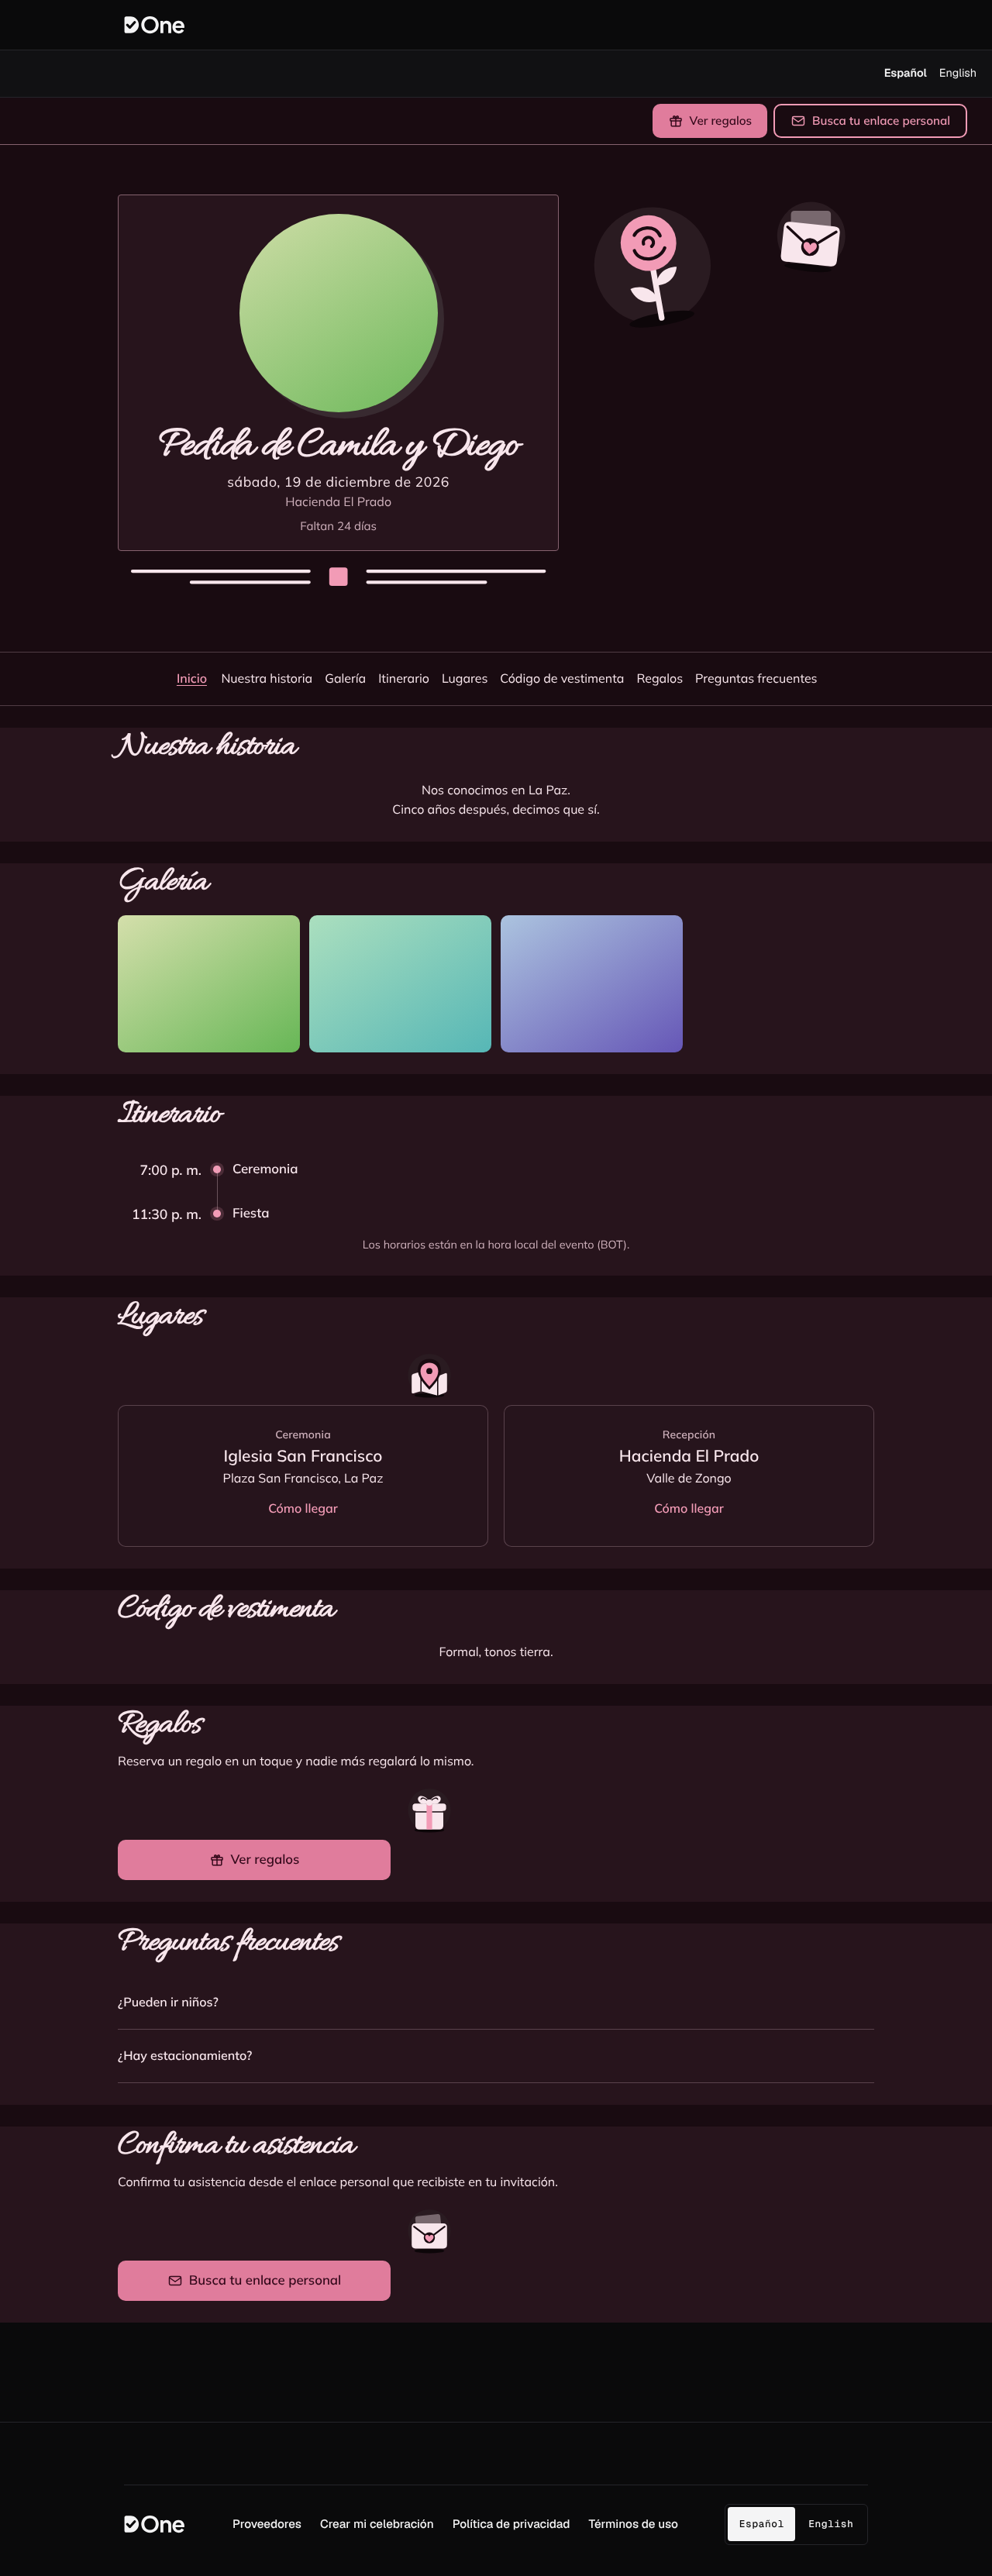 One
Español English
Ver regalos Busca tu enlace personal
Pedida de Camila y Diego
sábado, 19 de diciembre de 2026
Hacienda El Prado
Faltan 24 días
Inicio Nuestra historia Galería Itinerario Lugares Código de vestimenta Regalos Preguntas frecuentes
Nuestra historia
Nos conocimos en La Paz.
Cinco años después, decimos que sí.
Galería
Itinerario
7:00 p. m. Ceremonia
11:30 p. m. Fiesta
Los horarios están en la hora local del evento (BOT).
Lugares
Ceremonia
Iglesia San Francisco
Plaza San Francisco, La Paz
Cómo llegar
Recepción
Hacienda El Prado
Valle de Zongo
Cómo llegar
Código de vestimenta
Formal, tonos tierra.
Regalos
Reserva un regalo en un toque y nadie más regalará lo mismo.
Ver regalos
Preguntas frecuentes
¿Pueden ir niños?
¿Hay estacionamiento?
Confirma tu asistencia
Confirma tu asistencia desde el enlace personal que recibiste en tu invitación.
Busca tu enlace personal
One Proveedores Crear mi celebración Política de privacidad Términos de uso Español English